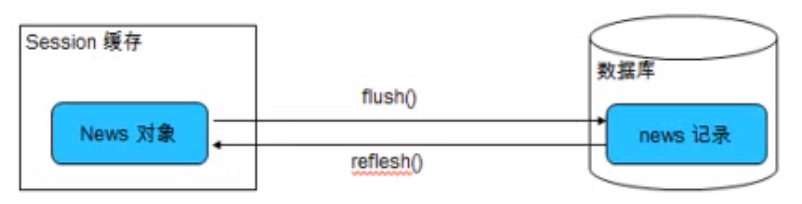 Session 缓存
数据库
flush()
News 对象
news 记录
reflesh()